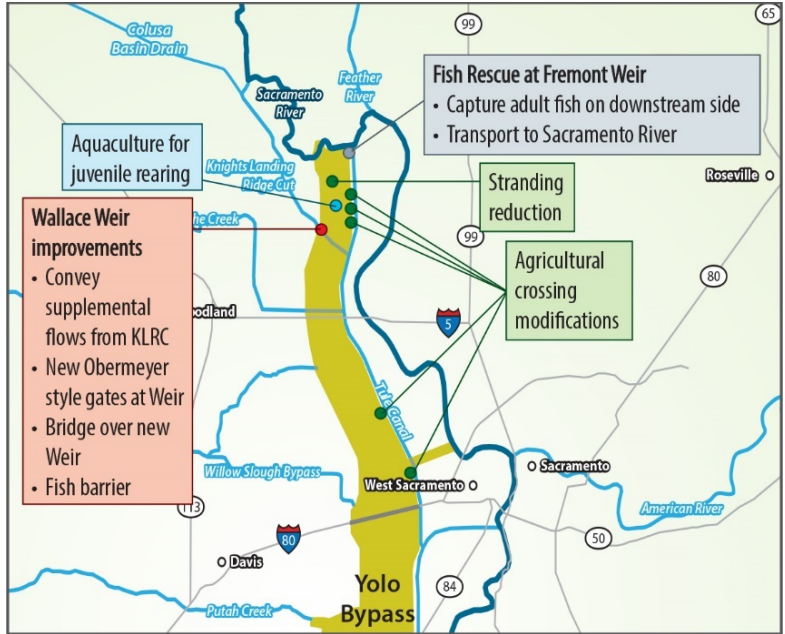 Colusa
Basin Drain
99
65
Feather
River
Sacramento
River
Fish Rescue at Fremont Weir
• Capture adult fish on downstream side
• Transport to Sacramento River
Aquaculture for
juvenile rearing
Knights Landing
Ridge Cut
Stranding
reduction
Roseville
Wallace Weir
improvements
• Convey
supplemental
flows from KLRC
• New Obermeyer
style gates at Weir
• Bridge over new
Weir
• Fish barrier
he Creek
99
Agricultural
crossing
modifications
80
odland
5
Tule Canal
Willow Slough Bypass
West Sacramento
Sacramento
American River
113
80
50
Davis
84
Yolo
Bypass
Putah Creek